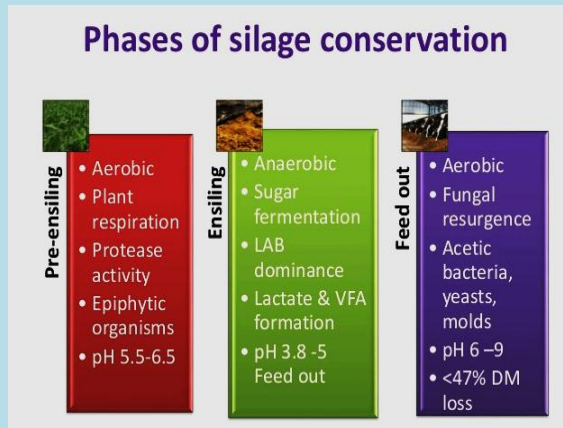 Phases of silage conservation
Pre-ensiling
• Aerobic
• Plant
respiration
• Protease
activity
• Epiphytic
organisms
• pH 5.5-6.5
Ensiling
• Anaerobic
• Sugar
fermentation
• LAB
dominance
• Lactate & VFA
formation
• pH 3.8 -5
Feed out
Feed out
• Aerobic
• Fungal
resurgence
• Acetic
bacteria,
yeasts,
molds
• pH 6 –9
• <47% DM
loss